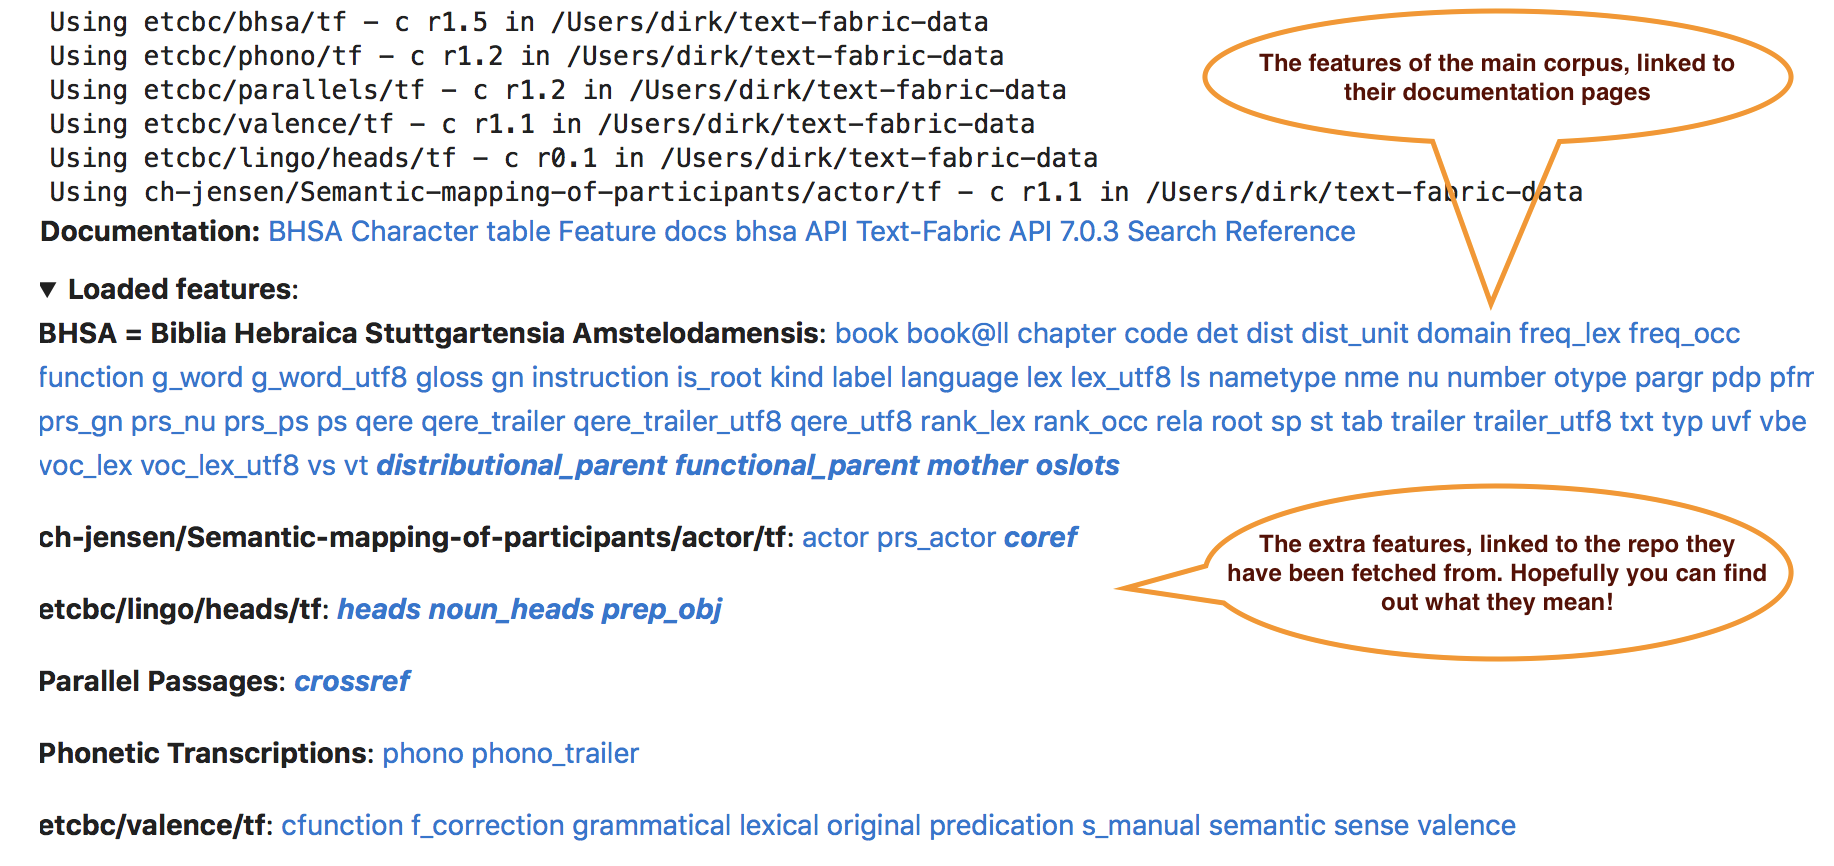 Using etcbc/bhsa/tf - c r1.5 in /Users/dirk/text-fabric-data
Using etcbc/phono/tf - c r1.2 in /Users/dirk/text-fabric-data
Using etcbc/parallels/tf - c r1.2 in /Users/dirk/text-fabric-data
Using etcbc/valence/tf - c r1.1 in /Users/dirk/text-fabric-data
Using etcbc/lingo/heads/tf - c r0.1 in /Users/dirk/text-fabric-data
Using ch-jensen/Semantic-mapping-of-participants/actor/tf - c r1.1 in /Users/dirk/text-fabric-data
The features of the main corpus, linked to
their documentation pages
Documentation: BHSA Character table Feature docs bhsa API Text-Fabric API 7.0.3 Search Reference
▼ Loaded features:
BHSA = Biblia Hebraica Stuttgartensia Amstelodamensis: book book@ll chapter code det dist dist_unit domain freq_lex freq_occ
function g_word g_word_utf8 gloss gn instruction is_root kind label language lex lex_utf8 ls nametype nme nu number otype pargr pdp pfm
prs_gn prs_nu prs_ps ps qere qere_trailer qere_trailer_utf8 qere_utf8 rank_lex rank_occ rela root sp st tab trailer trailer_utf8 txt typ uvf vbe
voc_lex voc_lex_utf8 vs vt distributional_parent functional_parent mother oslots
ch-jensen/Semantic-mapping-of-participants/actor/tf: actor prs_actor coref
The extra features, linked to the repo they
have been fetched from. Hopefully you can find
out what they mean!
etcbc/lingo/heads/tf: heads noun_heads prep_obj
Parallel Passages: crossref
Phonetic Transcriptions: phono phono_trailer
etcbc/valence/tf: cfunction f_correction grammatical lexical original predication s_manual semantic sense valence